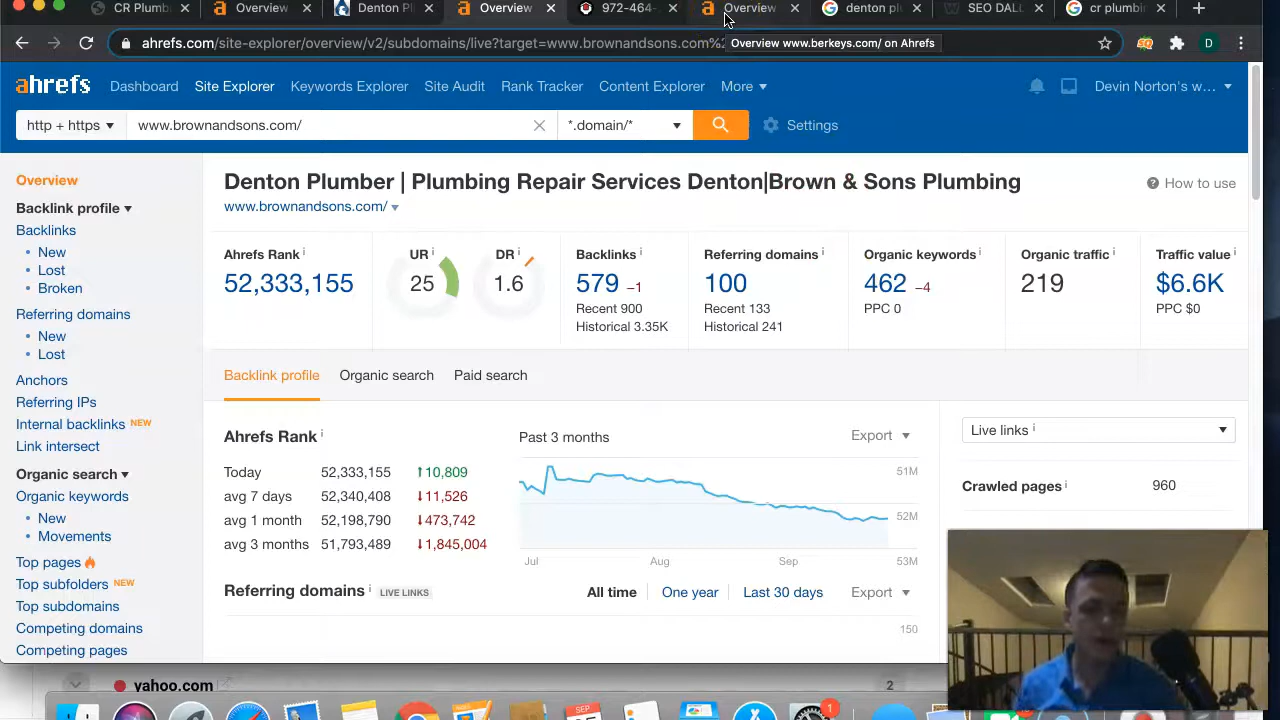 CR Plumb
Overview
Denton Pl
Overview
972-464-
Overview
denton plu
SEO DALL
cr plumbin
ahrefs.com/site-explorer/overview/v2/subdomains/live?target=www.brownandsons.com%2
Overview www.berkeys.com/ on Ahrefs
D
ahrefs
Dashboard
Site Explorer
Keywords Explorer
Site Audit
Rank Tracker
Content Explorer
More
Devin Norton's w...
http + https
www.brownandsons.com/
*.domain/*
Settings
Overview
Backlink profile
Backlinks
New
Lost
Broken
Referring domains
New
Lost
Anchors
Referring IPs
Internal backlinks NEW
Link intersect
Organic search
Organic keywords
New
Movements
Top pages
Top subfolders NEW
Top subdomains
Competing domains
Competing pages
Denton Plumber | Plumbing Repair Services Denton|Brown & Sons Plumbing
How to use
www.brownandsons.com/
Ahrefs Rank
52,333,155
UR
25
DR
1.6
Backlinks
579 –1
Recent 900
Historical 3.35K
Referring domains
100
Recent 133
Historical 241
Organic keywords
462 –4
PPC 0
Organic traffic
219
Traffic value
$6.6K
PPC $0
Backlink profile
Organic search
Paid search
Ahrefs Rank
Today 52,333,155 ↑10,809
avg 7 days 52,340,408 ↓11,526
avg 1 month 52,198,790 ↓473,742
avg 3 months 51,793,489 ↓1,845,004
Past 3 months
Export
51M
52M
53M
Jul
Aug
Sep
Live links
Crawled pages 960
Referring domains LIVE LINKS
All time
One year
Last 30 days
Export
150
yahoo.com
2
SEP
1